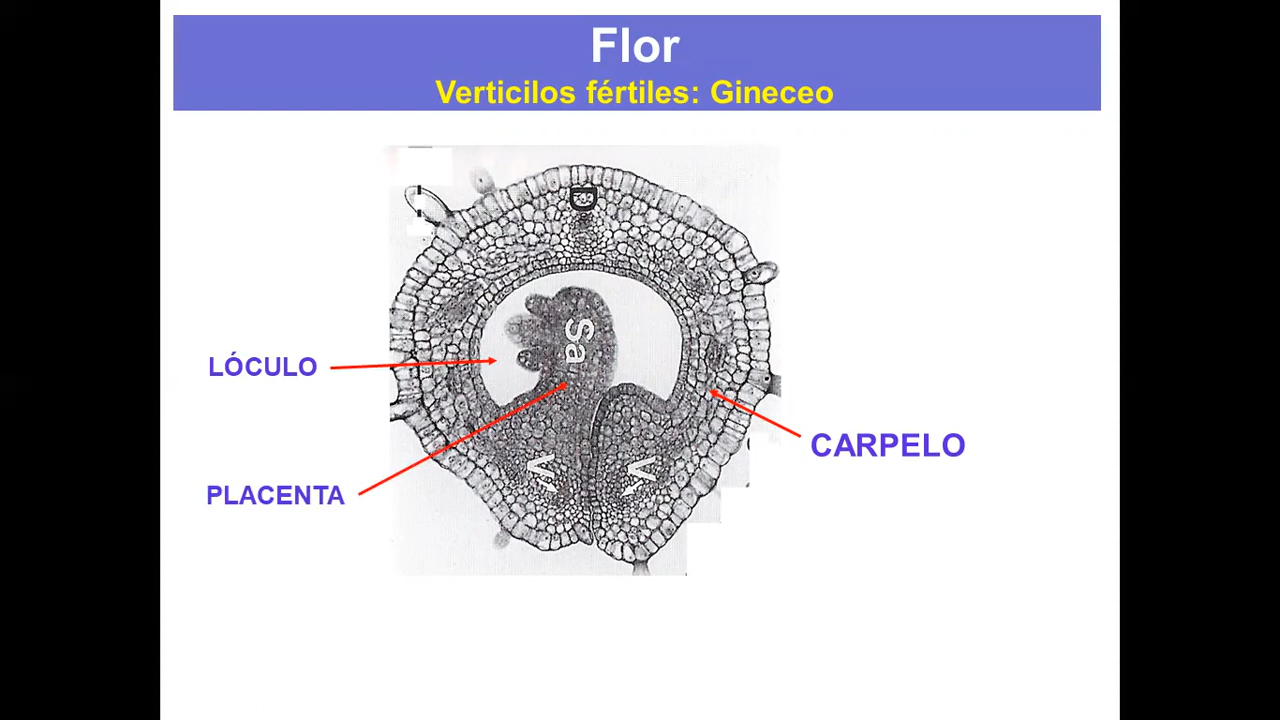 Flor
Verticilos fértiles: Gineceo
Sa
LÓCULO
CARPELO
V
V
PLACENTA